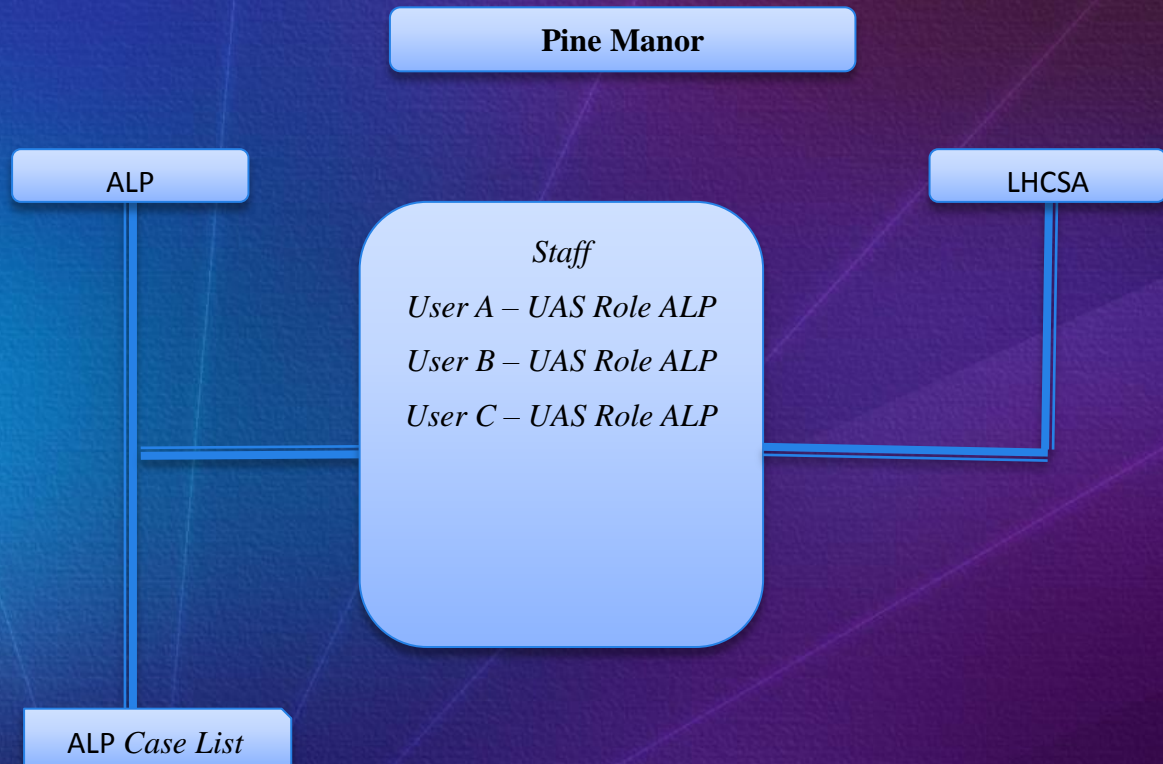 Pine Manor
ALP
LHCSA
Staff
User A – UAS Role ALP
User B – UAS Role ALP
User C – UAS Role ALP
ALP Case List